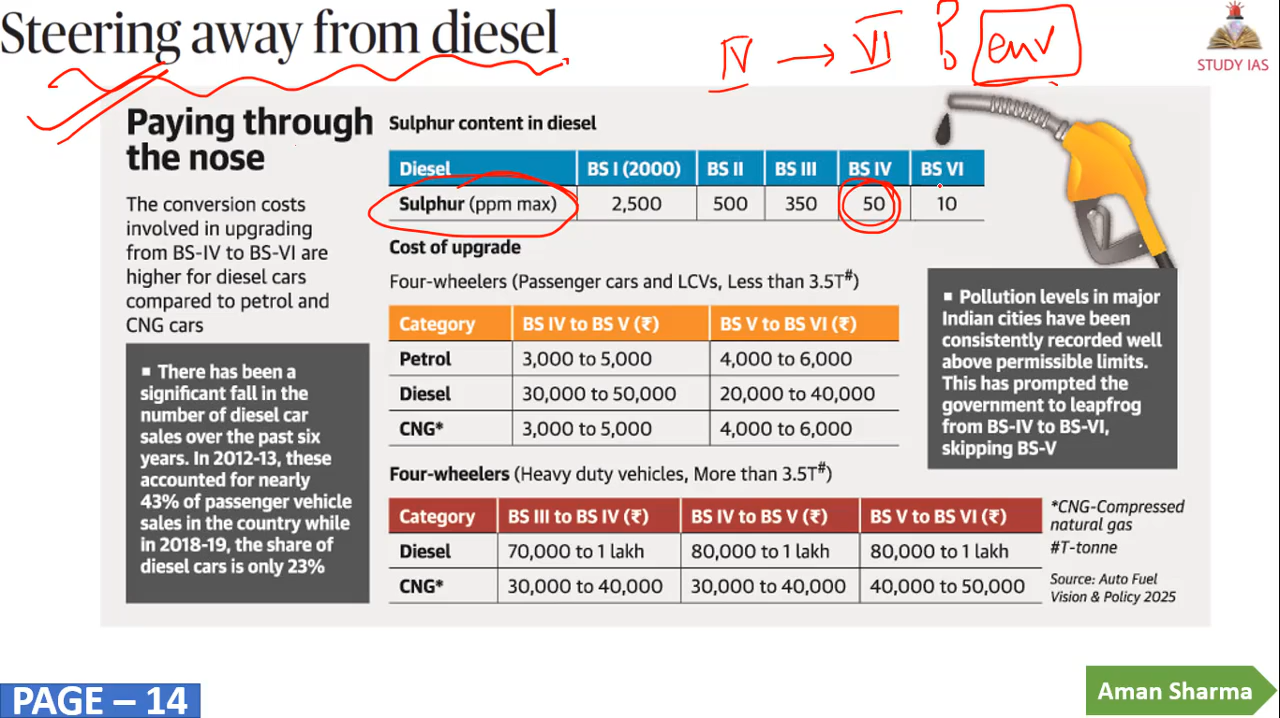 Steering away from diesel
IV → VI
env
STUDY IAS
Paying through
the nose
The conversion costs
involved in upgrading
from BS-IV to BS-VI are
higher for diesel cars
compared to petrol and
CNG cars
▪ There has been a
significant fall in the
number of diesel car
sales over the past six
years. In 2012-13, these
accounted for nearly
43% of passenger vehicle
sales in the country while
in 2018-19, the share of
diesel cars is only 23%
Sulphur content in diesel
Diesel BS I (2000) BS II BS III BS IV BS VI
Sulphur (ppm max) 2,500 500 350 50 10
Cost of upgrade
Four-wheelers (Passenger cars and LCVs, Less than 3.5T#)
Category BS IV to BS V (₹) BS V to BS VI (₹)
Petrol 3,000 to 5,000 4,000 to 6,000
Diesel 30,000 to 50,000 20,000 to 40,000
CNG* 3,000 to 5,000 4,000 to 6,000
▪ Pollution levels in major
Indian cities have been
consistently recorded well
above permissible limits.
This has prompted the
government to leapfrog
from BS-IV to BS-VI,
skipping BS-V
Four-wheelers (Heavy duty vehicles, More than 3.5T#)
Category BS III to BS IV (₹) BS IV to BS V (₹) BS V to BS VI (₹)
Diesel 70,000 to 1 lakh 80,000 to 1 lakh 80,000 to 1 lakh
CNG* 30,000 to 40,000 30,000 to 40,000 40,000 to 50,000
*CNG-Compressed
natural gas
#T-tonne
Source: Auto Fuel
Vision & Policy 2025
PAGE – 14
Aman Sharma